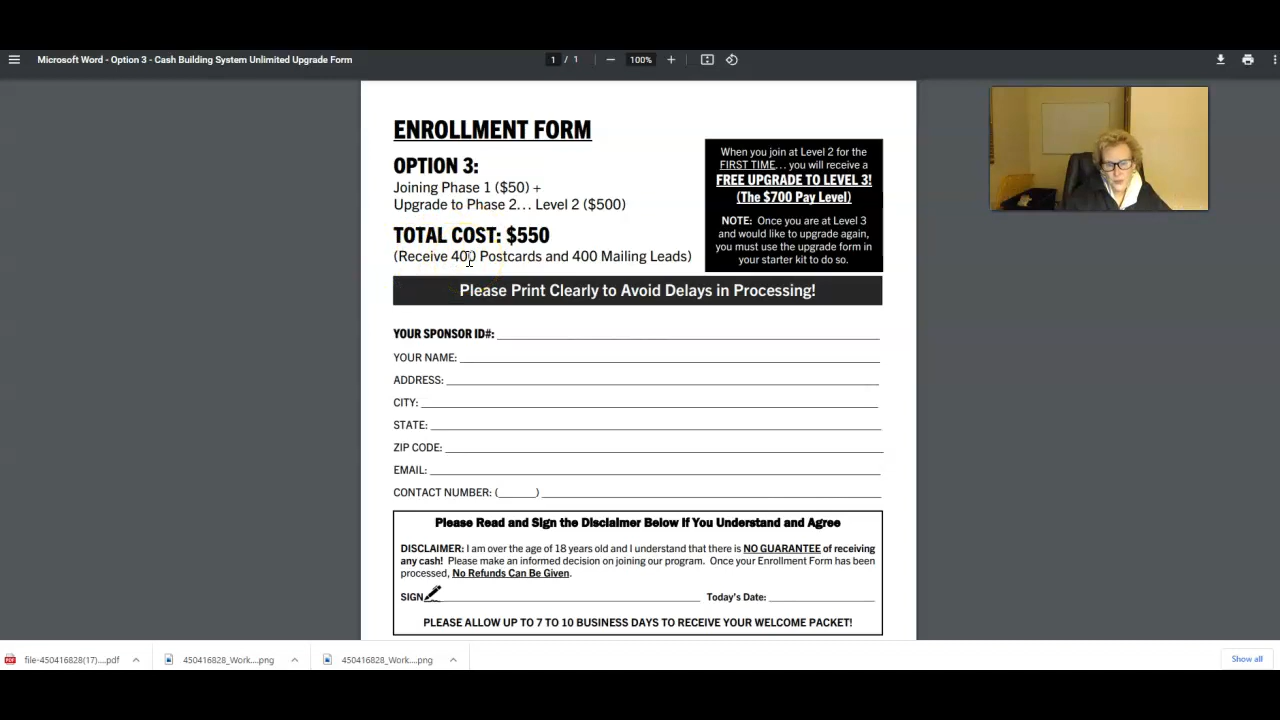 Microsoft Word - Option 3 - Cash Building System Unlimited Upgrade Form
1 / 1
100%
ENROLLMENT FORM
OPTION 3:
Joining Phase 1 ($50) +
Upgrade to Phase 2... Level 2 ($500)
TOTAL COST: $550
(Receive 400 Postcards and 400 Mailing Leads)
When you join at Level 2 for the
FIRST TIME... you will receive a
FREE UPGRADE TO LEVEL 3!
(The $700 Pay Level)
NOTE: Once you are at Level 3
and would like to upgrade again,
you must use the upgrade form in
your starter kit to do so.
Please Print Clearly to Avoid Delays in Processing!
YOUR SPONSOR ID#:
YOUR NAME:
ADDRESS:
CITY:
STATE:
ZIP CODE:
EMAIL:
CONTACT NUMBER: (______)
Please Read and Sign the Disclaimer Below If You Understand and Agree
DISCLAIMER: I am over the age of 18 years old and I understand that there is NO GUARANTEE of receiving
any cash! Please make an informed decision on joining our program. Once your Enrollment Form has been
processed, No Refunds Can Be Given.
SIGN Today's Date:
PLEASE ALLOW UP TO 7 TO 10 BUSINESS DAYS TO RECEIVE YOUR WELCOME PACKET!
file-450416828(17)....pdf
450416828_Work....png
450416828_Work....png
Show all